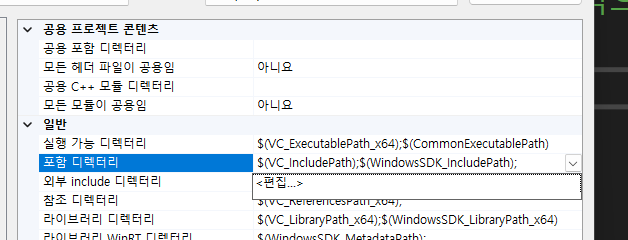 공용 프로젝트 콘텐츠
공용 포함 디렉터리
모든 헤더 파일이 공용임 아니요
공용 C++ 모듈 디렉터리
모든 모듈이 공용임 아니요
일반
실행 가능 디렉터리 $(VC_ExecutablePath_x64);$(CommonExecutablePath)
포함 디렉터리 $(VC_IncludePath);$(WindowsSDK_IncludePath);
외부 include 디렉터리 <편집...>
참조 디렉터리 $(VC_ReferencesPath_x64);
라이브러리 디렉터리 $(VC_LibraryPath_x64);$(WindowsSDK_LibraryPath_x64)
라이브러리 WinRT 디렉터리 $(WindowsSDK_MetadataPath);